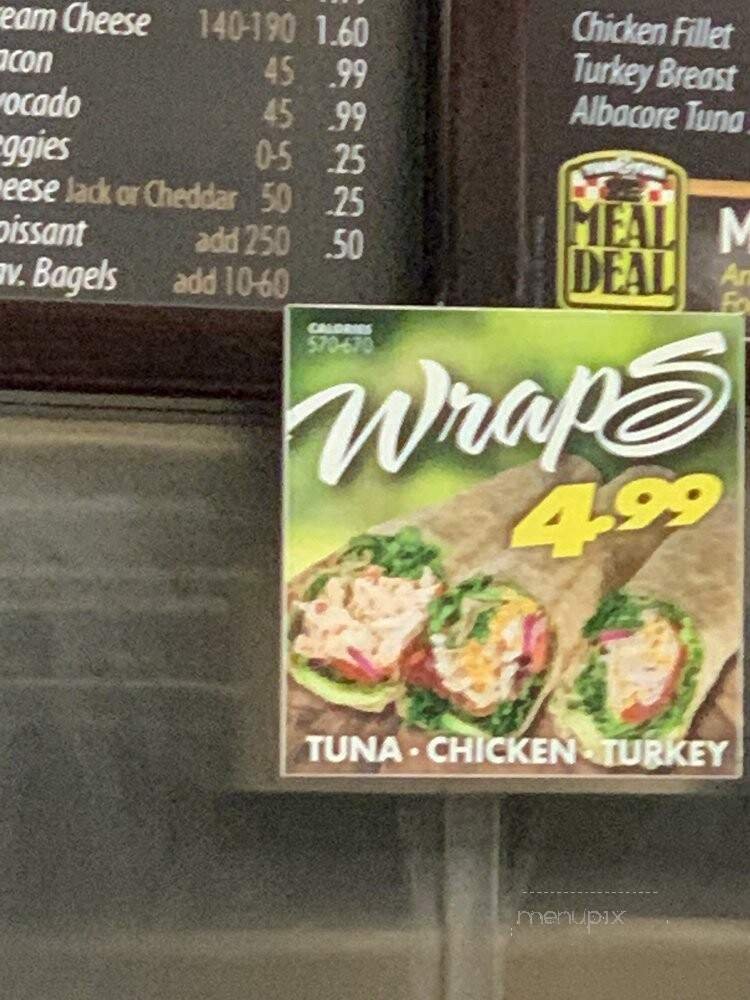 ream Cheese 140-190 1.60
acon 45 .99
vocado 45 .99
eggies 0-5 .25
heese Jack or Cheddar 50 .25
oissant add 250 .50
av. Bagels add 10-60
Chicken Fillet
Turkey Breast
Albacore Tuna
MEAL
DEAL
M
CALORIES
570-670
Wraps
4.99
TUNA · CHICKEN · TURKEY
menupix